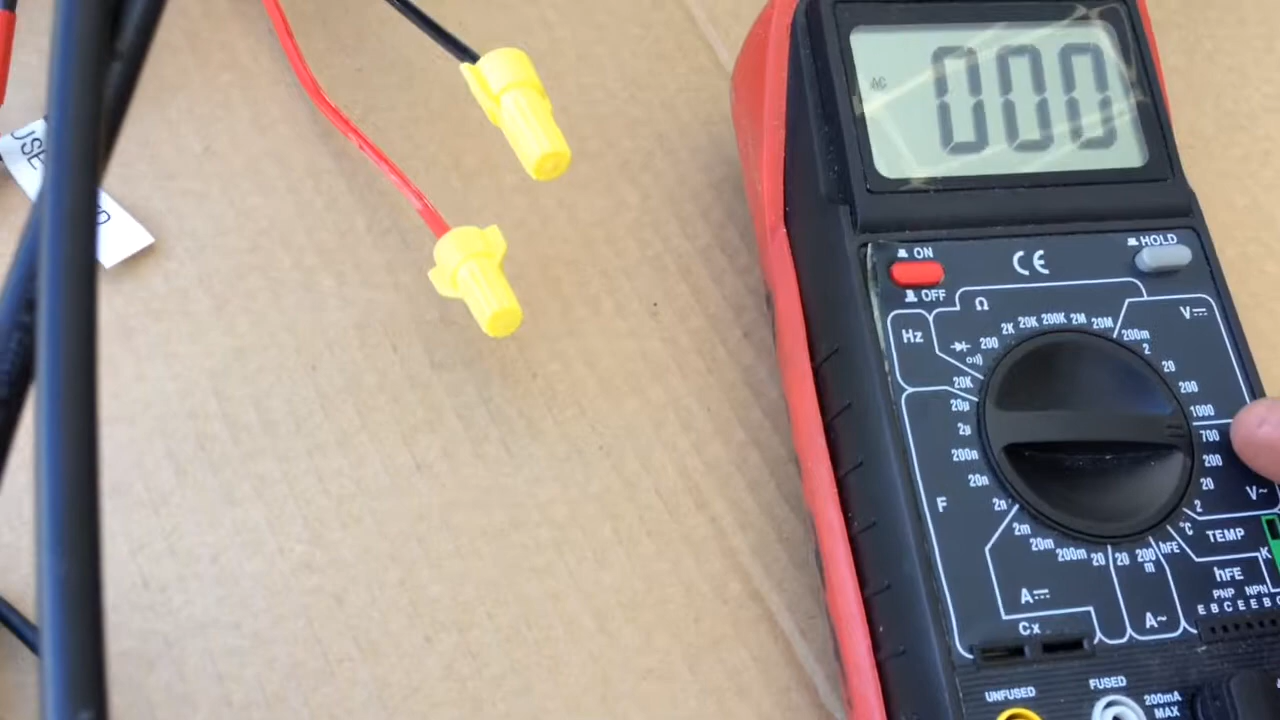 USE
AC
000
ON
OFF
CE
HOLD
Ω
Hz
200
2K
20K
200K
2M
20M
200m
2
20
200
1000
V⎓
700
200
20
2
V~
20K
20µ
2µ
200n
20n
2n
F
2m
20m
200m
20
A⎓
20
200
m
A~
hFE
°C
TEMP
K
hFE
PNP NPN
E B C E E B C
Cx
UNFUSED
FUSED
200mA
MAX